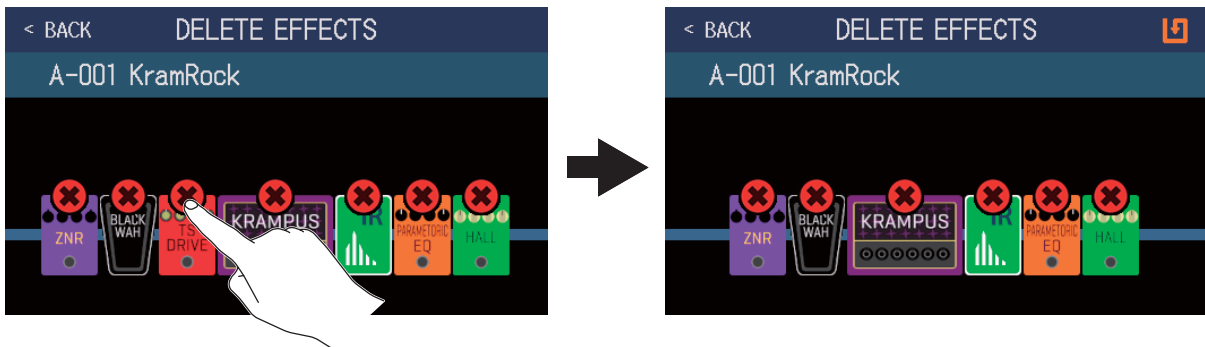 < BACK DELETE EFFECTS
A-001 KramRock
ZNR
BLACK
WAH
TS
DRIVE
KRAMPUS
IR
PARAMETORIC
EQ
HALL
< BACK DELETE EFFECTS
A-001 KramRock
ZNR
BLACK
WAH
KRAMPUS
IR
PARAMETORIC
EQ
HALL